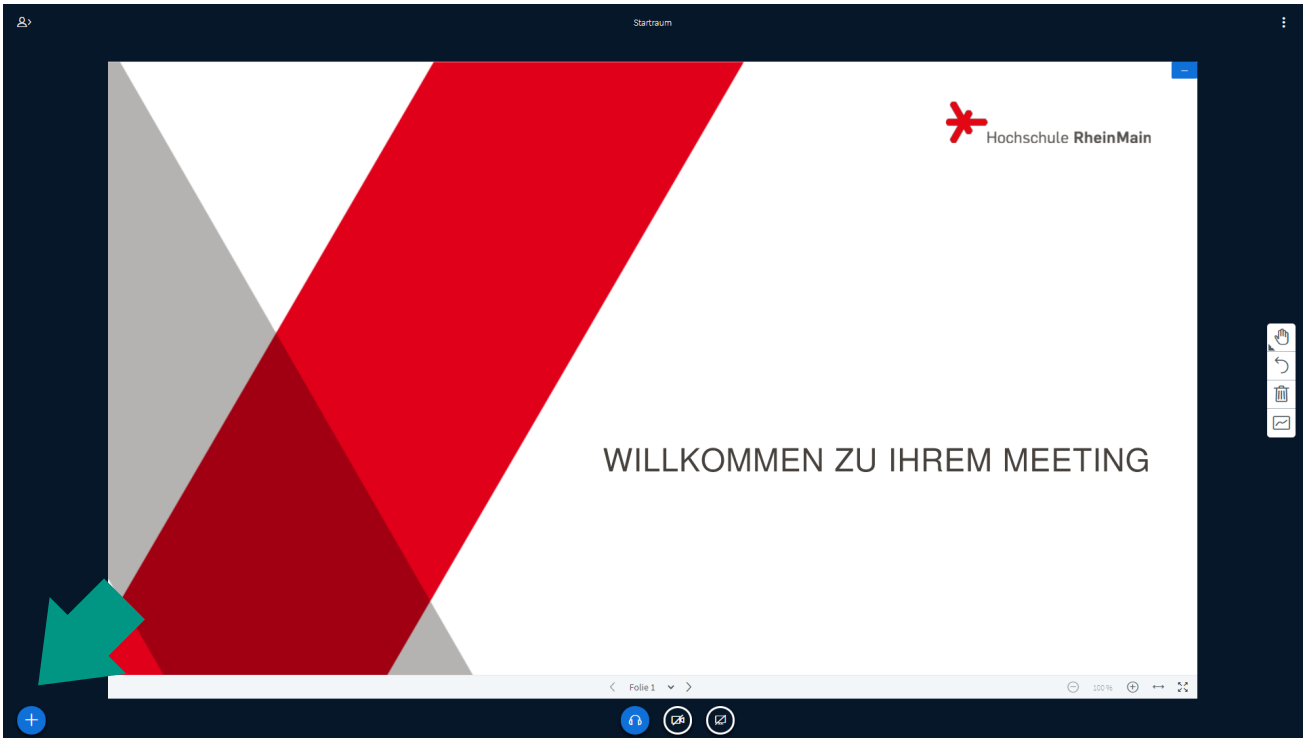 Startraum
Hochschule RheinMain
WILLKOMMEN ZU IHREM MEETING
Folie 1
100 %